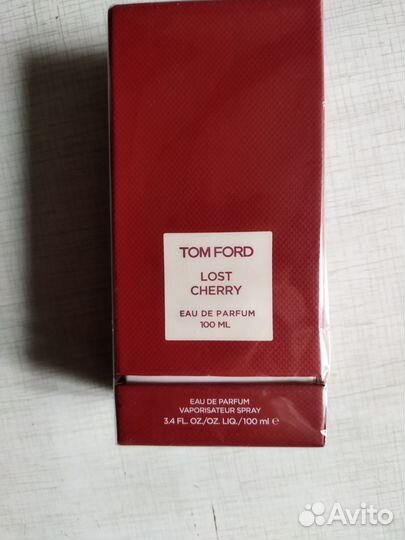 TOM FORD
LOST
CHERRY
EAU DE PARFUM
100 ML
EAU DE PARFUM
VAPORISATEUR SPRAY
3.4 FL. OZ./OZ. LIQ./100 ml ℮
Avito